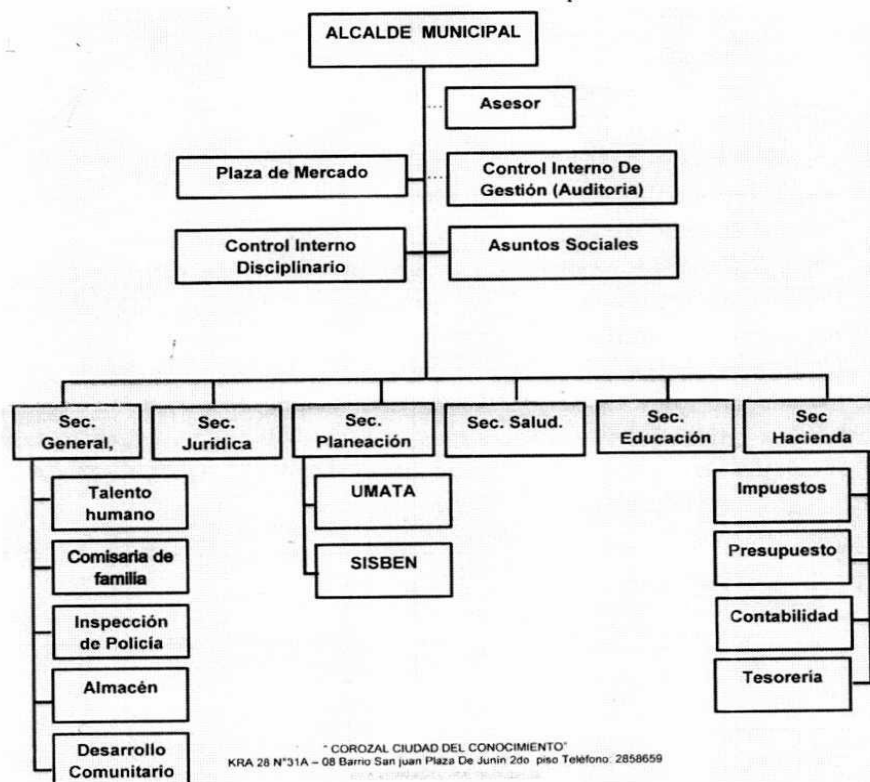 ALCALDE MUNICIPAL
Asesor
Plaza de Mercado
Control Interno De
Gestión (Auditoria)
Control Interno
Disciplinario
Asuntos Sociales
Sec.
General,
Sec.
Juridica
Sec.
Planeación
Sec. Salud.
Sec.
Educación
Sec
Hacienda
Talento
humano
Comisaria de
familia
Inspección
de Policía
Almacén
Desarrollo
Comunitario
UMATA
SISBEN
Impuestos
Presupuesto
Contabilidad
Tesoreria
" COROZAL CIUDAD DEL CONOCIMIENTO"
KRA 28 N°31A – 08 Barrio San juan Plaza De Junin 2do piso Teléfono: 2858659